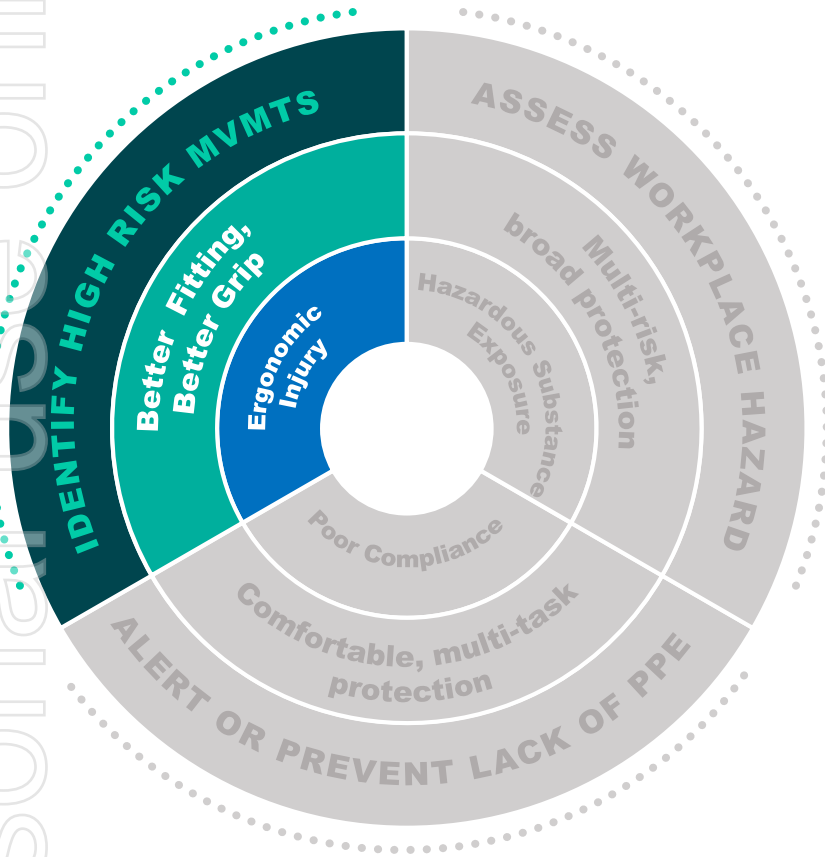 IDENTIFY HIGH RISK MVMTS
Better Fitting,
Better Grip
Ergonomic
Injury
ASSESS WORKPLACE HAZARD
Multi-risk,
broad protection
Hazardous Substance
Exposure
Poor Compliance
Comfortable, multi-task
protection
ALERT OR PREVENT LACK OF PPE